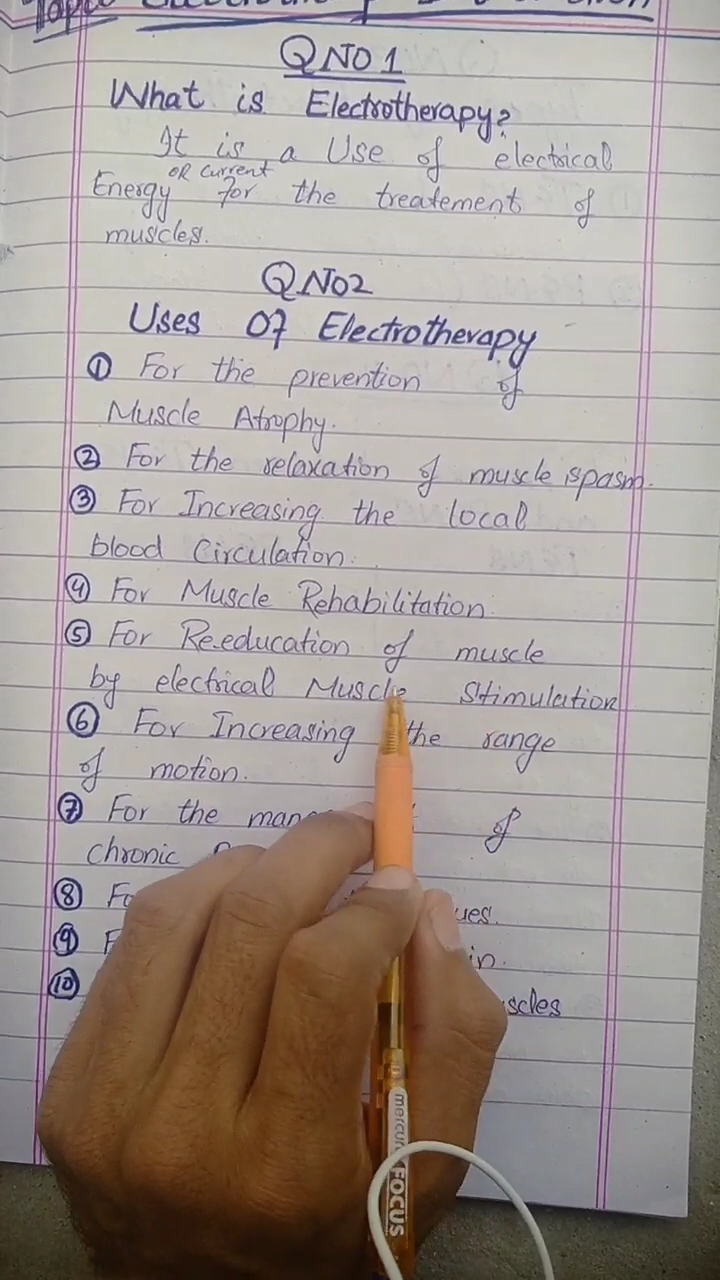 Topic
QNO1
What is Electrotherapy?
It is a Use of electrical
OR Current
Energy for the treatement of
muscles.
QNO2
Uses Of Electrotherapy
① For the prevention of
Muscle Atrophy.
② For the relaxation of muscle spasm.
③ For Increasing the local
blood Circulation.
④ For Muscle Rehabilitation.
⑤ For Re.education of muscle
by electrical Muscle Stimulation
⑥ For Increasing the range
of motion.
⑦ For the of
chronic
⑧
⑨
⑩
mercury FOCUS